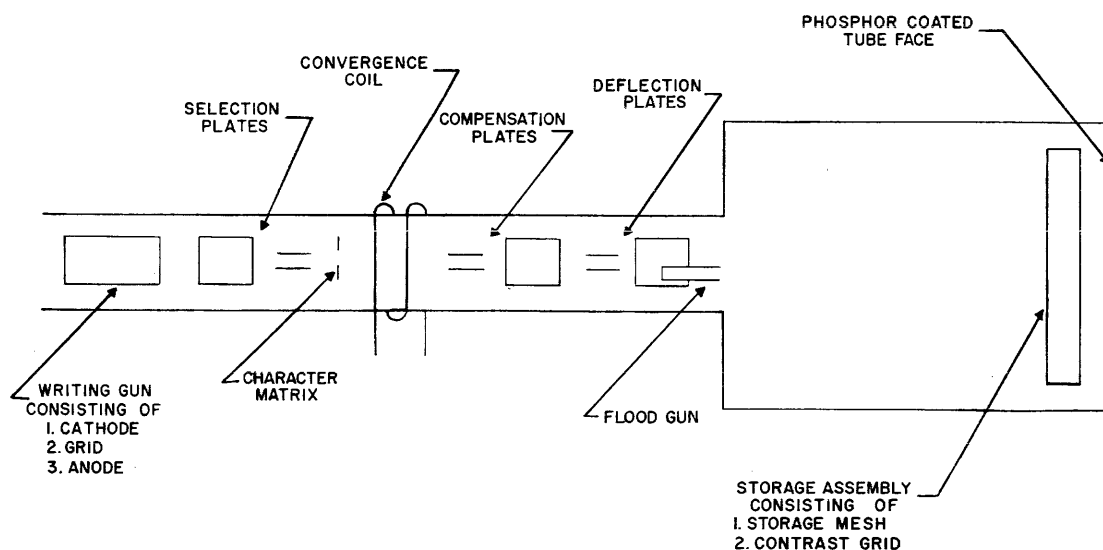 PHOSPHOR COATED
TUBE FACE
CONVERGENCE
COIL
DEFLECTION
PLATES
SELECTION
PLATES
COMPENSATION
PLATES
CHARACTER
MATRIX
WRITING GUN
CONSISTING OF
1. CATHODE
2. GRID
3. ANODE
FLOOD GUN
STORAGE ASSEMBLY
CONSISTING OF
1. STORAGE MESH
2. CONTRAST GRID